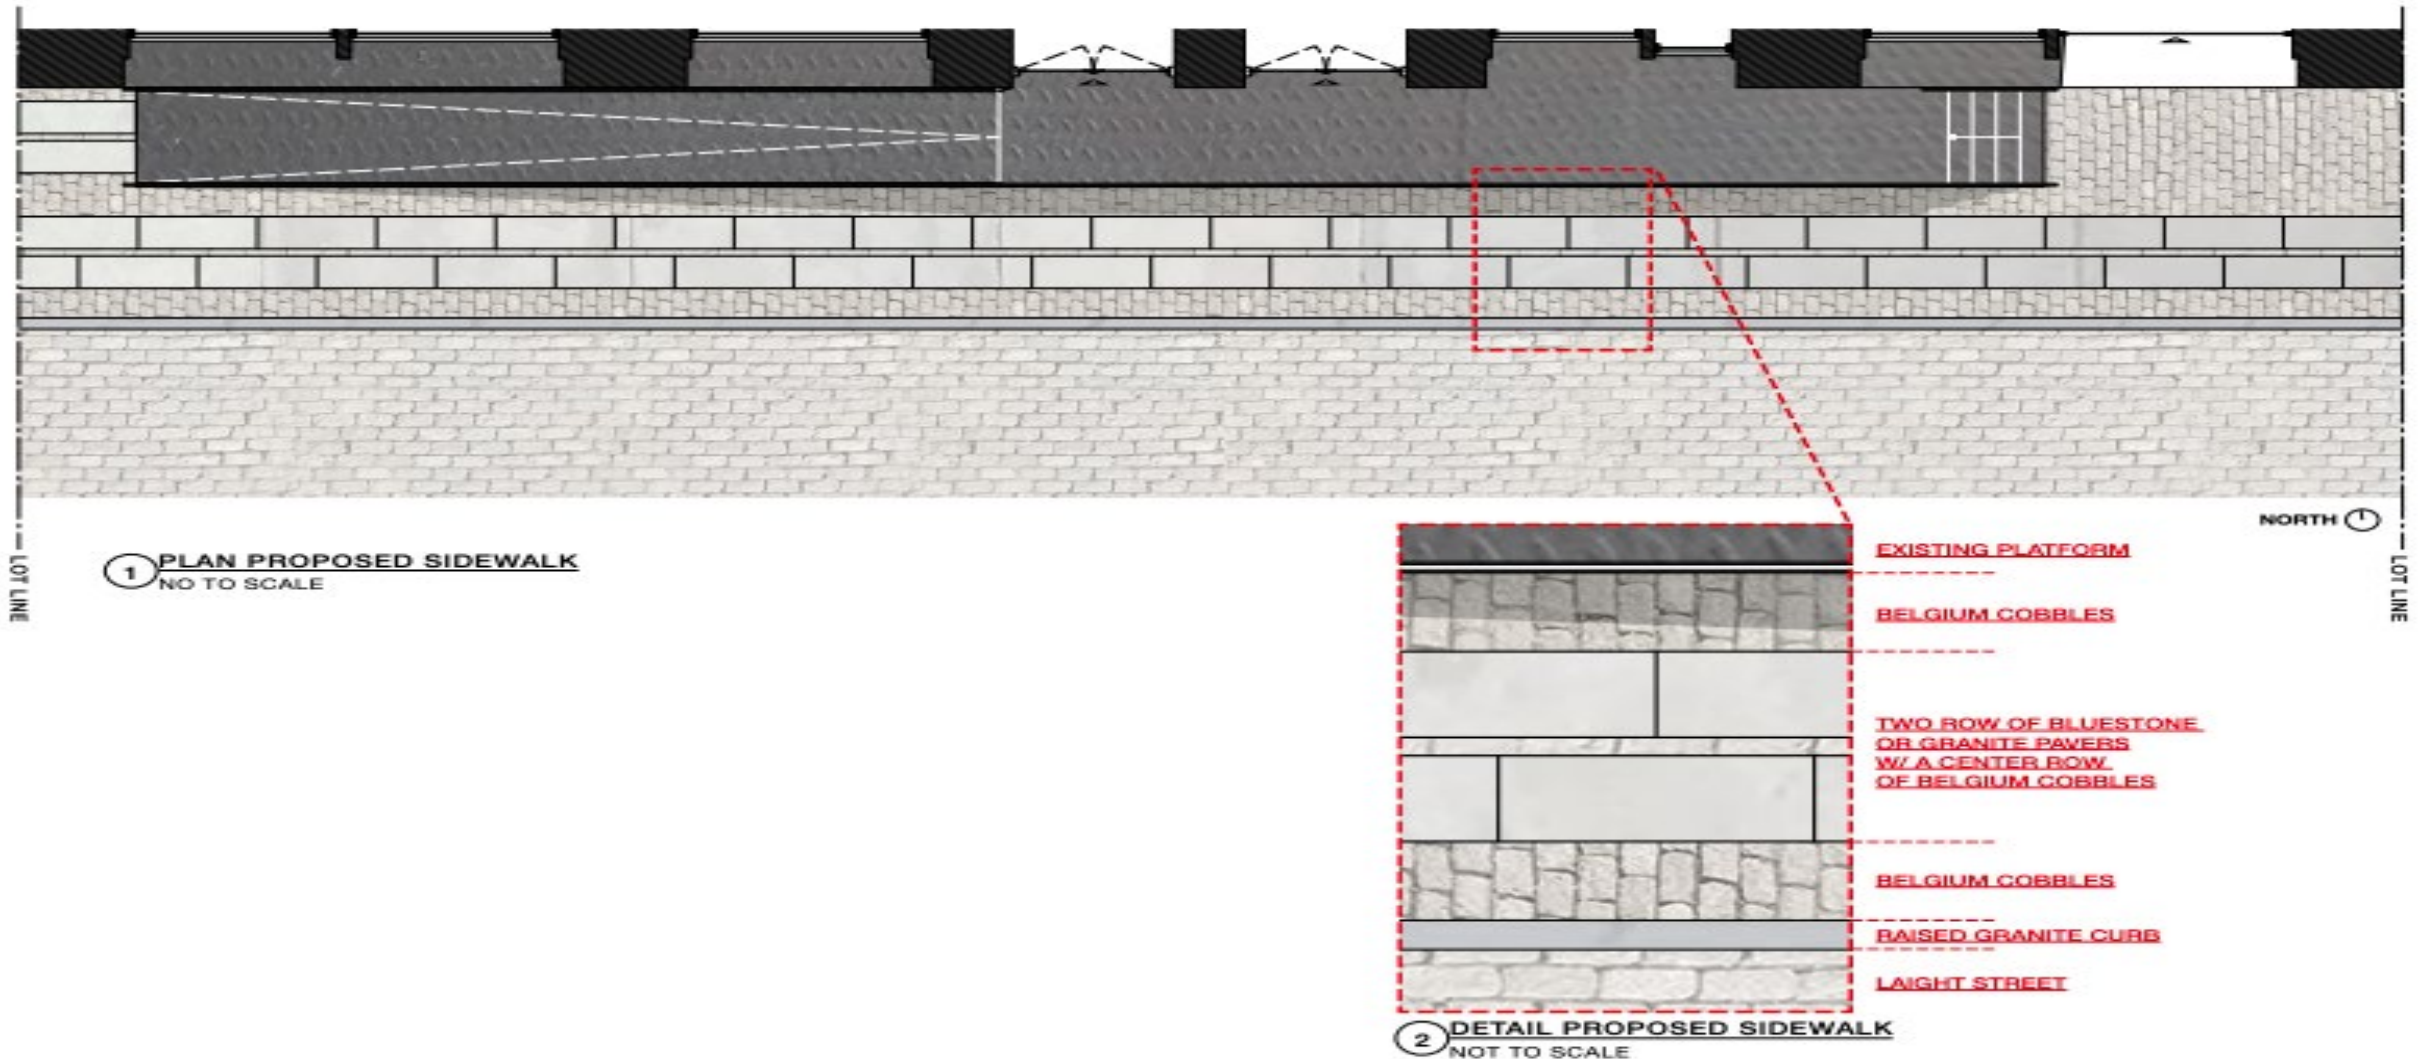 NORTH
LOT LINE
1
PLAN PROPOSED SIDEWALK
NO TO SCALE
LOT LINE
EXISTING PLATFORM
BELGIUM COBBLES
TWO ROW OF BLUESTONE
OR GRANITE PAVERS
W/ A CENTER ROW
OF BELGIUM COBBLES
BELGIUM COBBLES
RAISED GRANITE CURB
LAIGHT STREET
2
DETAIL PROPOSED SIDEWALK
NOT TO SCALE